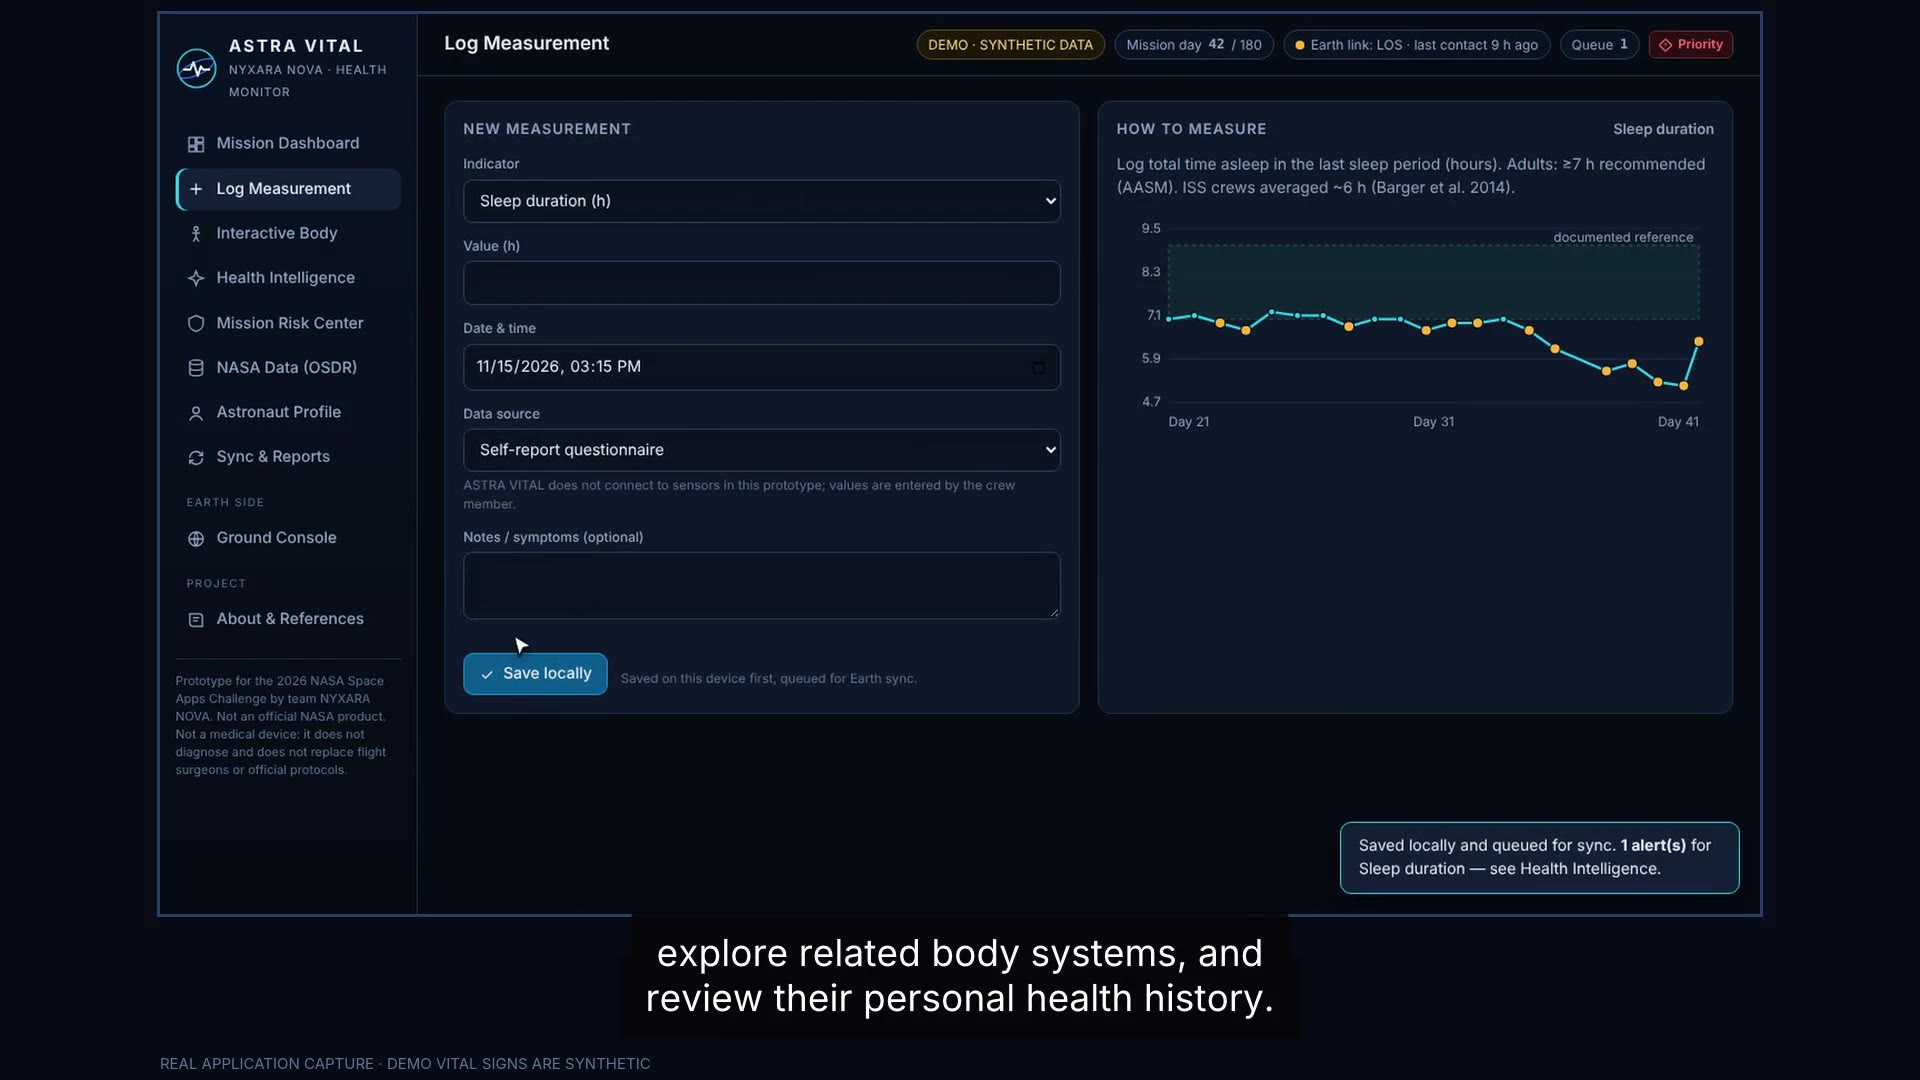 ASTRA VITAL
NYXARA NOVA · HEALTH
MONITOR
Mission Dashboard
Log Measurement
Interactive Body
Health Intelligence
Mission Risk Center
NASA Data (OSDR)
Astronaut Profile
Sync & Reports
EARTH SIDE
Ground Console
PROJECT
About & References
Prototype for the 2026 NASA Space
Apps Challenge by team NYXARA
NOVA. Not an official NASA product.
Not a medical device: it does not
diagnose and does not replace flight
surgeons or official protocols.
Log Measurement
DEMO · SYNTHETIC DATA
Mission day 42 / 180
Earth link: LOS · last contact 9 h ago
Queue 1
Priority
NEW MEASUREMENT
Indicator
Sleep duration (h)
Value (h)
Date & time
11/15/2026, 03:15 PM
Data source
Self-report questionnaire
ASTRA VITAL does not connect to sensors in this prototype; values are entered by the crew
member.
Notes / symptoms (optional)
Save locally
Saved on this device first, queued for Earth sync.
HOW TO MEASURE
Sleep duration
Log total time asleep in the last sleep period (hours). Adults: ≥7 h recommended
(AASM). ISS crews averaged ~6 h (Barger et al. 2014).
9.5
documented reference
8.3
7.1
5.9
4.7
Day 21
Day 31
Day 41
Saved locally and queued for sync. 1 alert(s) for
Sleep duration — see Health Intelligence.
explore related body systems, and
review their personal health history.
REAL APPLICATION CAPTURE · DEMO VITAL SIGNS ARE SYNTHETIC